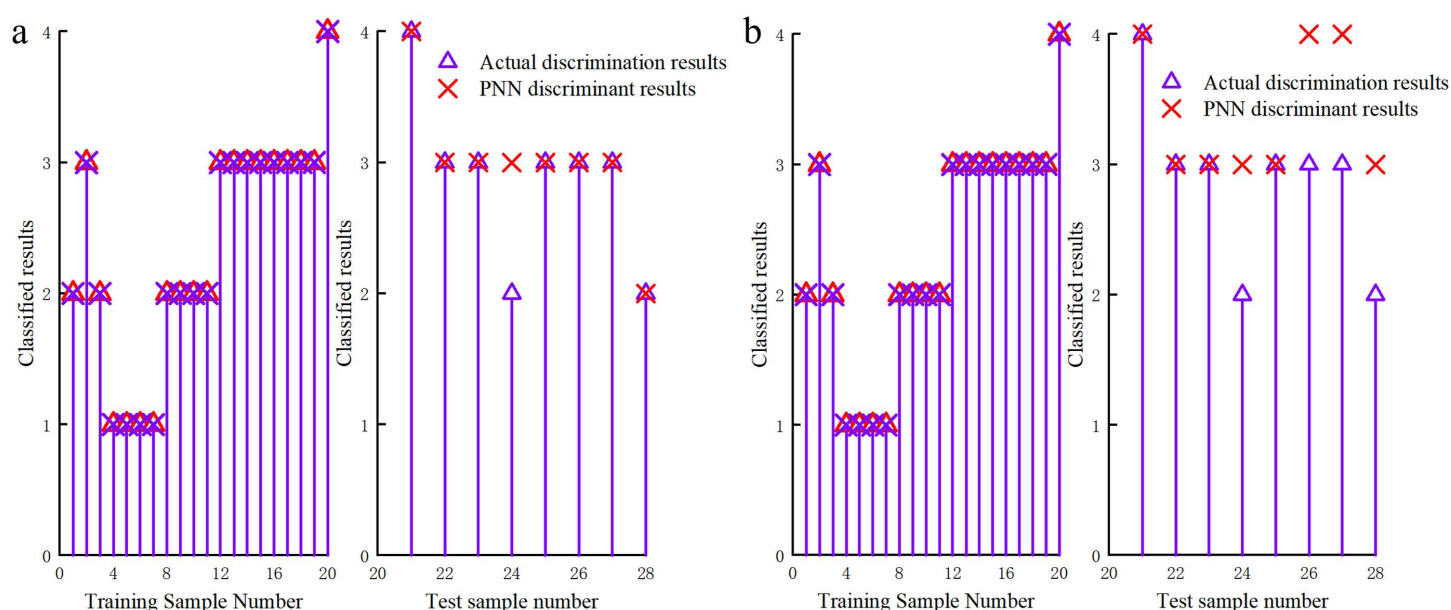 a
4
3
2
1
0
Classified results
0 4 8 12 16 20
Training Sample Number
4
3
2
1
0
Classified results
Actual discrimination results
PNN discriminant results
20 22 24 26 28
Test sample number
b
4
3
2
1
0
Classified results
0 4 8 12 16 20
Training Sample Number
4
3
2
1
0
Classified results
Actual discrimination results
PNN discriminant results
20 22 24 26 28
Test sample number